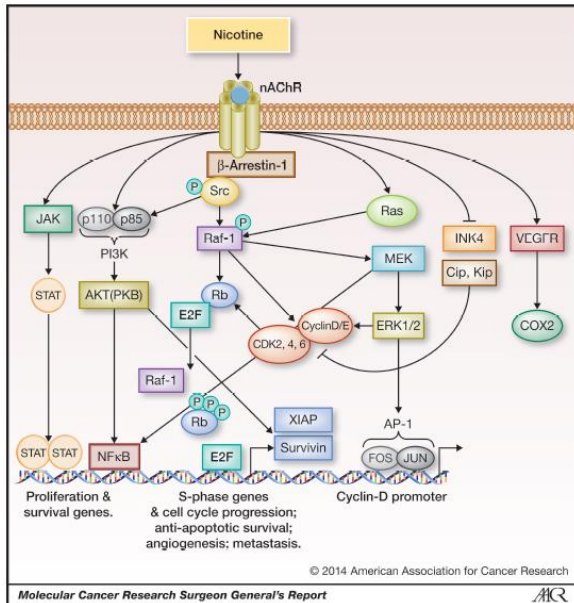 Nicotine
nAChR
β-Arrestin-1
P
Src
JAK
p110
p85
PI3K
Ras
P
Raf-1
INK4
Cip, Kip
VEGFR
MEK
STAT
AKT(PKB)
Rb
E2F
CyclinD/E
CDK2, 4, 6
ERK1/2
COX2
Raf-1
P
P
P
Rb
XIAP
Survivin
AP-1
STAT
STAT
NFκB
E2F
FOS
JUN
Proliferation &
survival genes.
S-phase genes
& cell cycle progression;
anti-apoptotic survival;
angiogenesis; metastasis.
Cyclin-D promoter
© 2014 American Association for Cancer Research
Molecular Cancer Research Surgeon General's Report
AACR